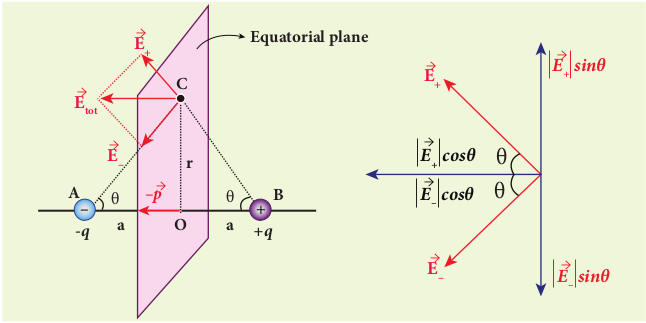 Equatorial plane
E⃗₊
C
E⃗tot
E⃗₋
r
A
θ
−p⃗
θ
B
−
+
-q
a
O
a
+q
|E⃗₊|sinθ
E⃗₊
|E⃗₊|cosθ
θ
|E⃗₋|cosθ
θ
E⃗₋
|E⃗₋|sinθ